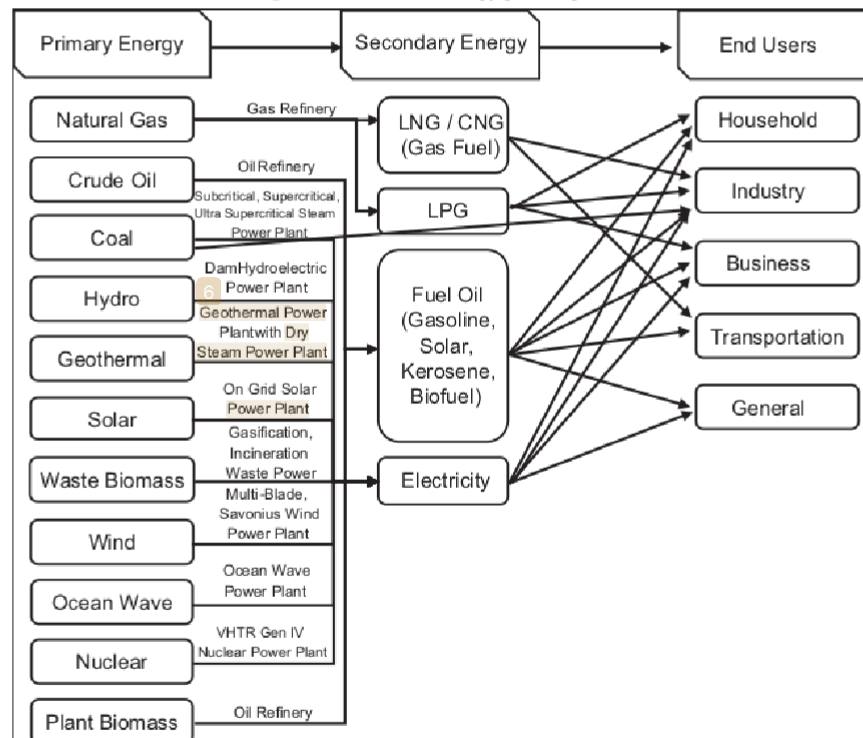 Primary Energy
Secondary Energy
End Users
Natural Gas
Gas Refinery
LNG / CNG
(Gas Fuel)
Household
Crude Oil
Oil Refinery
Subcritical, Supercritical,
Ultra Supercritical Steam
Power Plant
LPG
Industry
Coal
DamHydroelectric
Power Plant
Hydro
6
Geothermal Power
Plantwith Dry
Steam Power Plant
Fuel Oil
(Gasoline,
Solar,
Kerosene,
Biofuel)
Business
Geothermal
Transportation
On Grid Solar
Power Plant
Solar
General
Gasification,
Incineration
Waste Power
Waste Biomass
Electricity
Multi-Blade,
Savonius Wind
Power Plant
Wind
Ocean Wave
Power Plant
Ocean Wave
VHTR Gen IV
Nuclear Power Plant
Nuclear
Oil Refinery
Plant Biomass